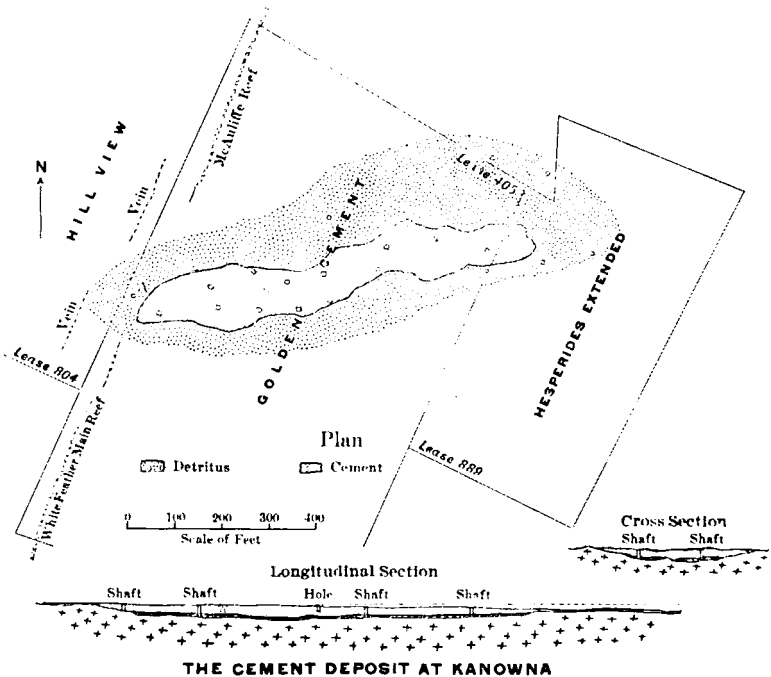 McAuliffe Reef
HILL VIEW
N
Vein
Vein
GOLDEN CEMENT
HESPERIDES EXTENDED
Lease 804
White Feather Main Reef
Plan
Detritus
Cement
Lease 889
0 100 200 300 400
Scale of Feet
Cross Section
Shaft Shaft
Longitudinal Section
Shaft Shaft Hole Shaft Shaft
THE CEMENT DEPOSIT AT KANOWNA